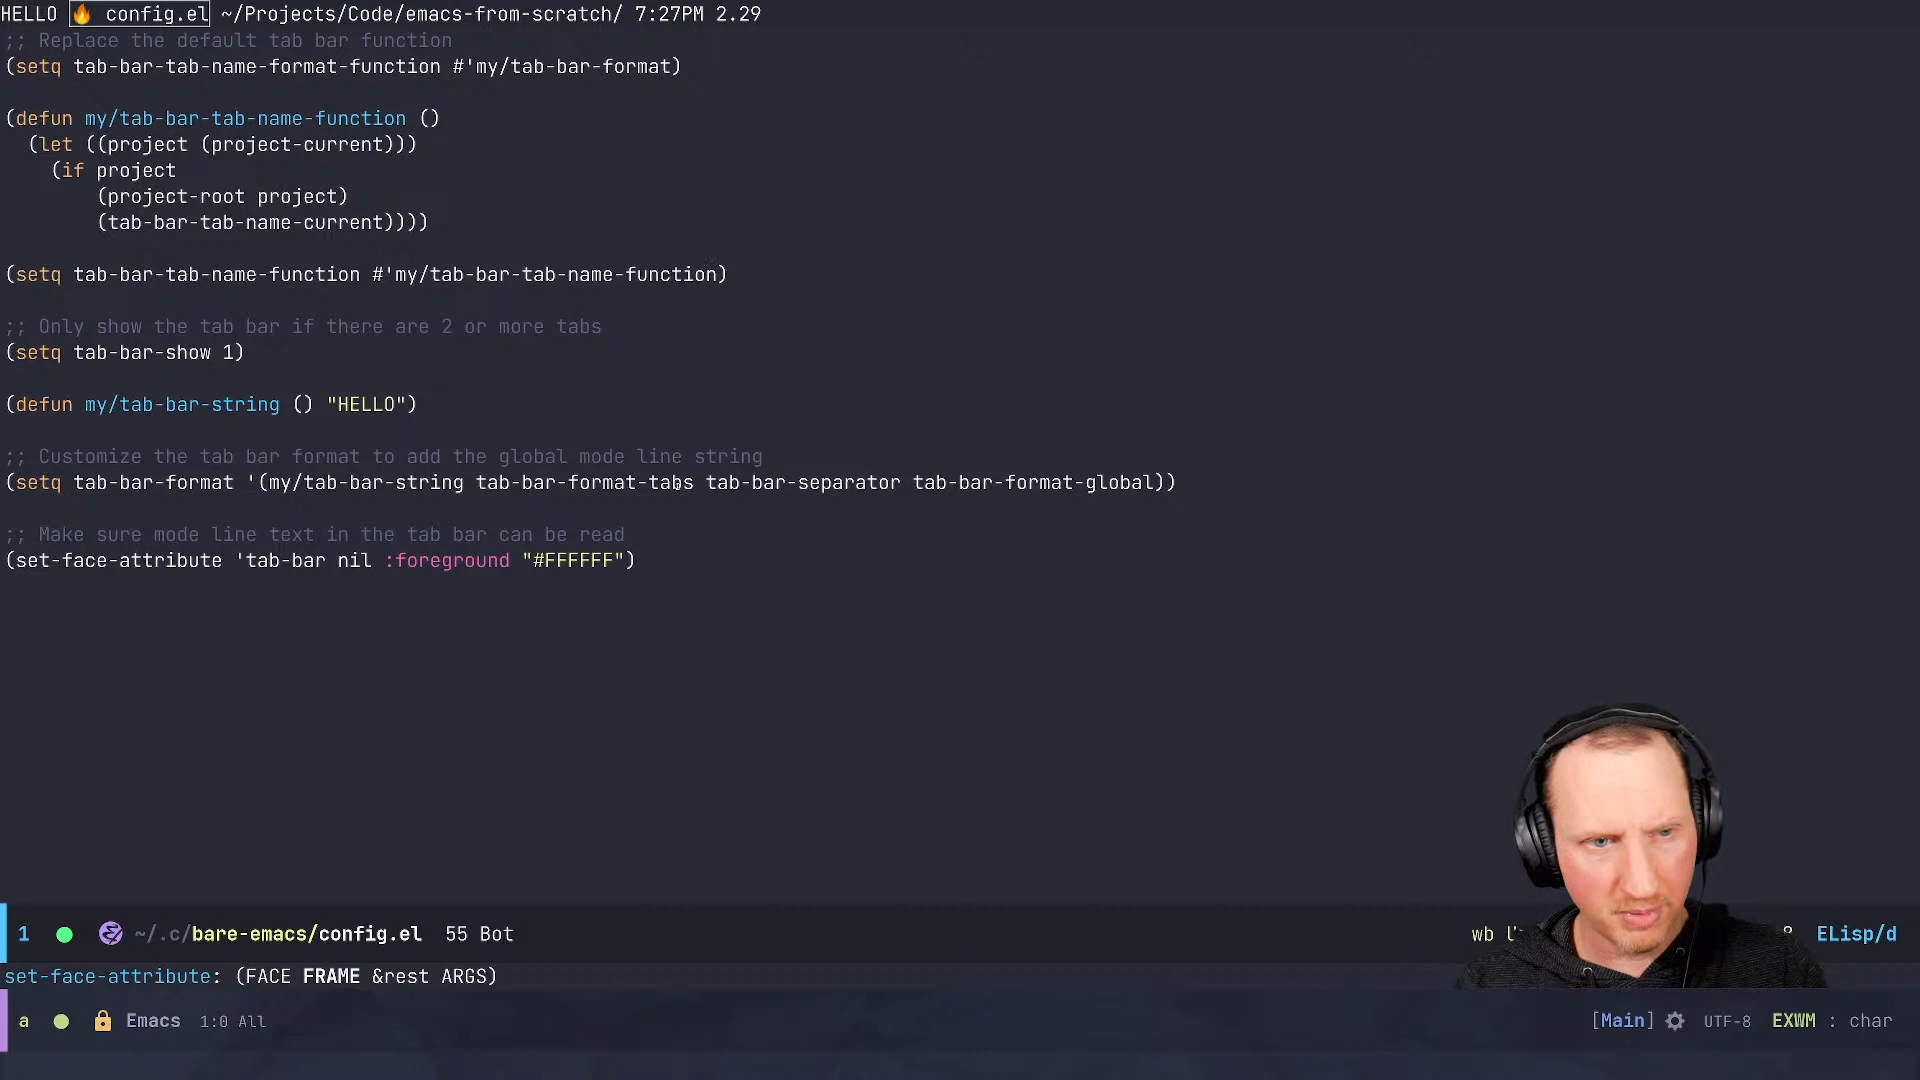 HELLO 🔥 config.el ~/Projects/Code/emacs-from-scratch/ 7:27PM 2.29
;; Replace the default tab bar function
(setq tab-bar-tab-name-format-function #'my/tab-bar-format)
(defun my/tab-bar-tab-name-function ()
  (let ((project (project-current)))
    (if project
        (project-root project)
        (tab-bar-tab-name-current))))
(setq tab-bar-tab-name-function #'my/tab-bar-tab-name-function)
;; Only show the tab bar if there are 2 or more tabs
(setq tab-bar-show 1)
(defun my/tab-bar-string () "HELLO")
;; Customize the tab bar format to add the global mode line string
(setq tab-bar-format '(my/tab-bar-string tab-bar-format-tabs tab-bar-separator tab-bar-format-global))
;; Make sure mode line text in the tab bar can be read
(set-face-attribute 'tab-bar nil :foreground "#FFFFFF")
1 ~/.c/bare-emacs/config.el 55 Bot wb ELisp/d
set-face-attribute: (FACE FRAME &rest ARGS)
a Emacs 1:0 All [Main] UTF-8 EXWM : char